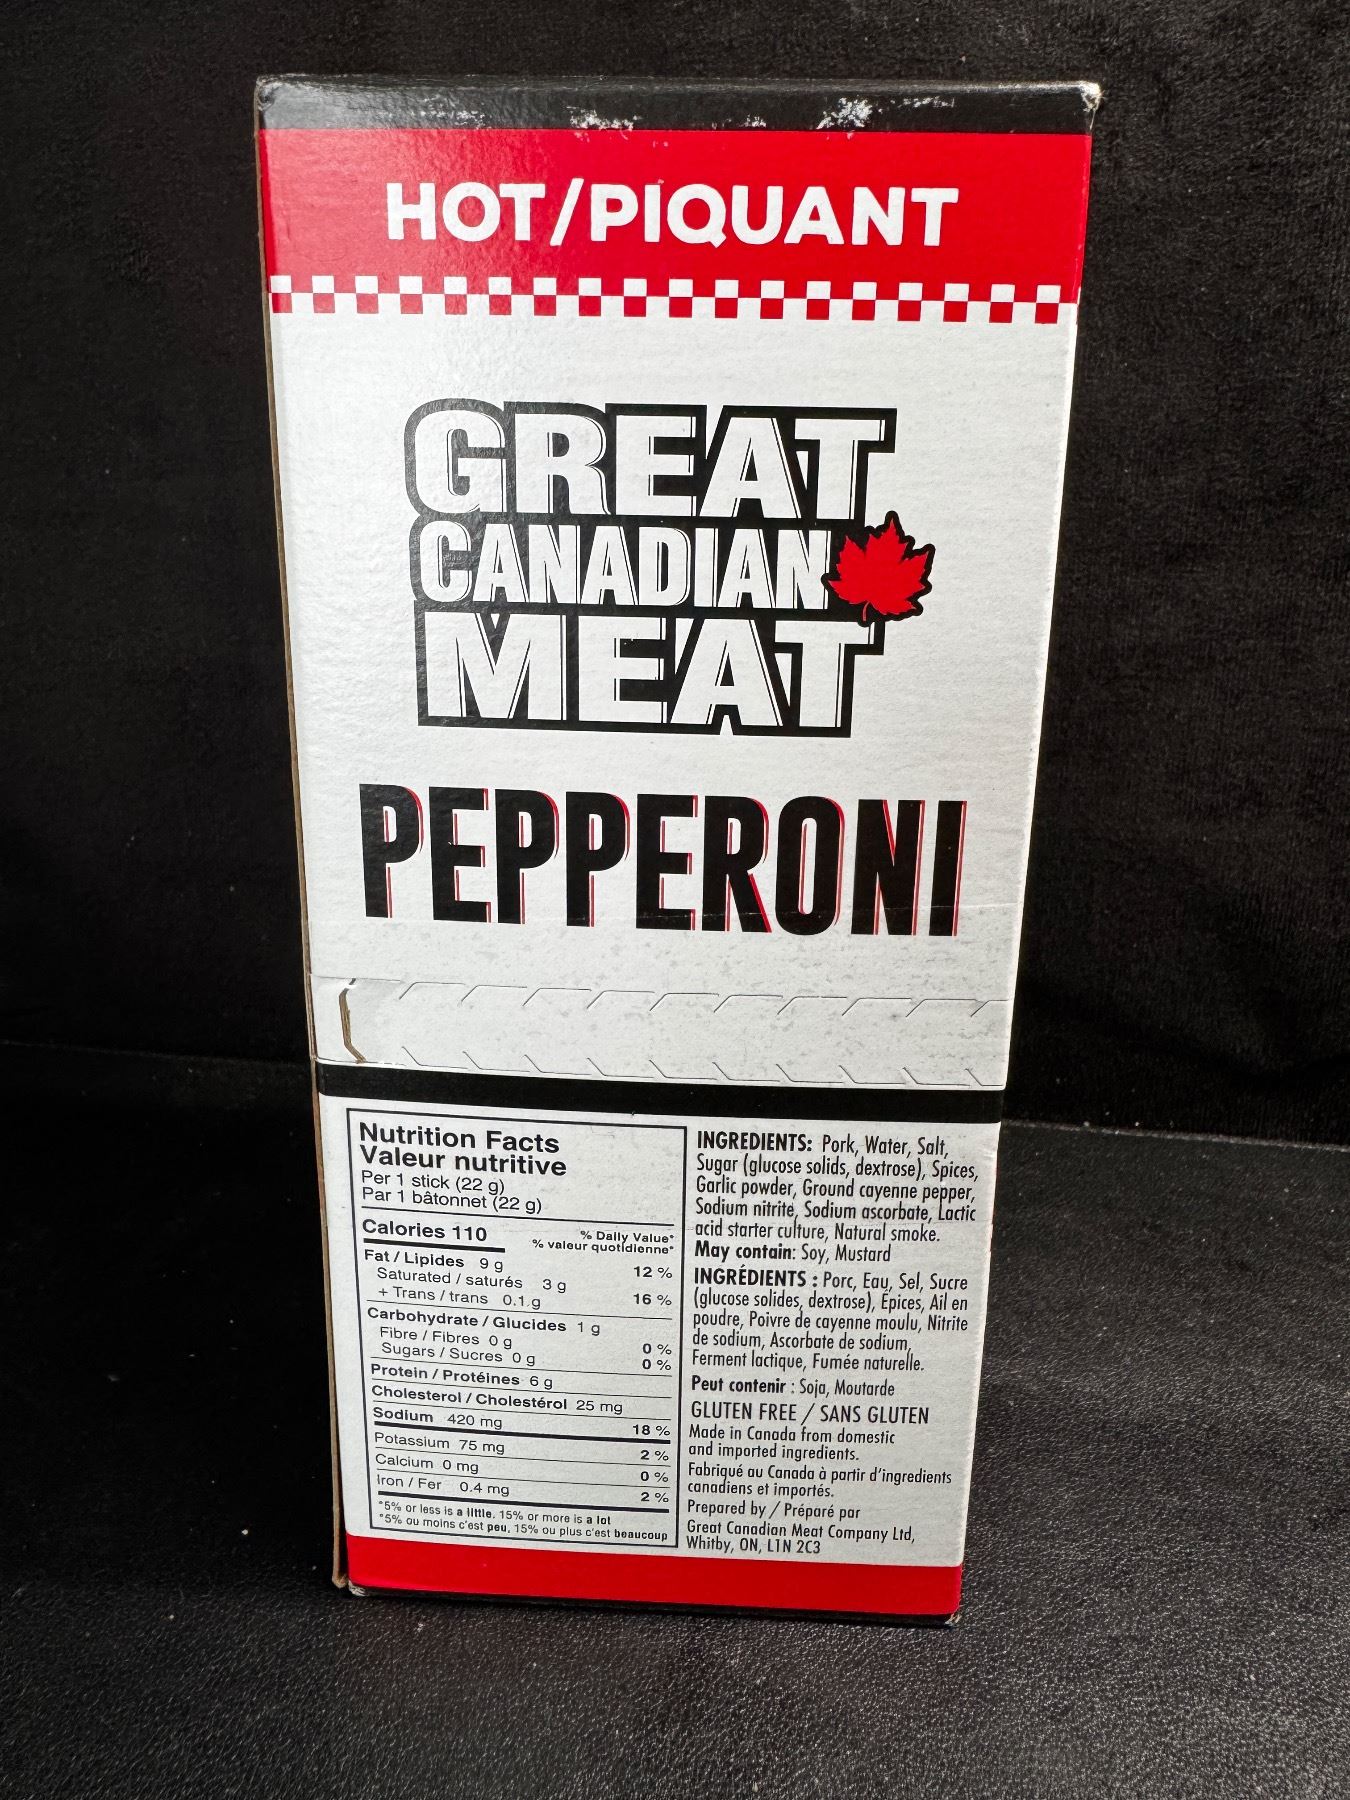 HOT/PIQUANT
GREAT
CANADIAN
MEAT
PEPPERONI
Nutrition Facts
Valeur nutritive
Per 1 stick (22 g)
Par 1 bâtonnet (22 g)
Calories 110
% Daily Value*
% valeur quotidienne*
Fat / Lipides 9 g 12 %
Saturated / saturés 3 g
+ Trans / trans 0.1 g 16 %
Carbohydrate / Glucides 1 g
Fibre / Fibres 0 g 0 %
Sugars / Sucres 0 g 0 %
Protein / Protéines 6 g
Cholesterol / Cholestérol 25 mg
Sodium 420 mg 18 %
Potassium 75 mg 2 %
Calcium 0 mg 0 %
Iron / Fer 0.4 mg 2 %
*5% or less is a little, 15% or more is a lot
*5% ou moins c'est peu, 15% ou plus c'est beaucoup
INGREDIENTS: Pork, Water, Salt,
Sugar (glucose solids, dextrose), Spices,
Garlic powder, Ground cayenne pepper,
Sodium nitrite, Sodium ascorbate, Lactic
acid starter culture, Natural smoke.
May contain: Soy, Mustard
INGRÉDIENTS : Porc, Eau, Sel, Sucre
(glucose solides, dextrose), Épices, Ail en
poudre, Poivre de cayenne moulu, Nitrite
de sodium, Ascorbate de sodium,
Ferment lactique, Fumée naturelle.
Peut contenir : Soja, Moutarde
GLUTEN FREE / SANS GLUTEN
Made in Canada from domestic
and imported ingredients.
Fabriqué au Canada à partir d'ingredients
canadiens et importés.
Prepared by / Préparé par
Great Canadian Meat Company Ltd,
Whitby, ON, L1N 2C3